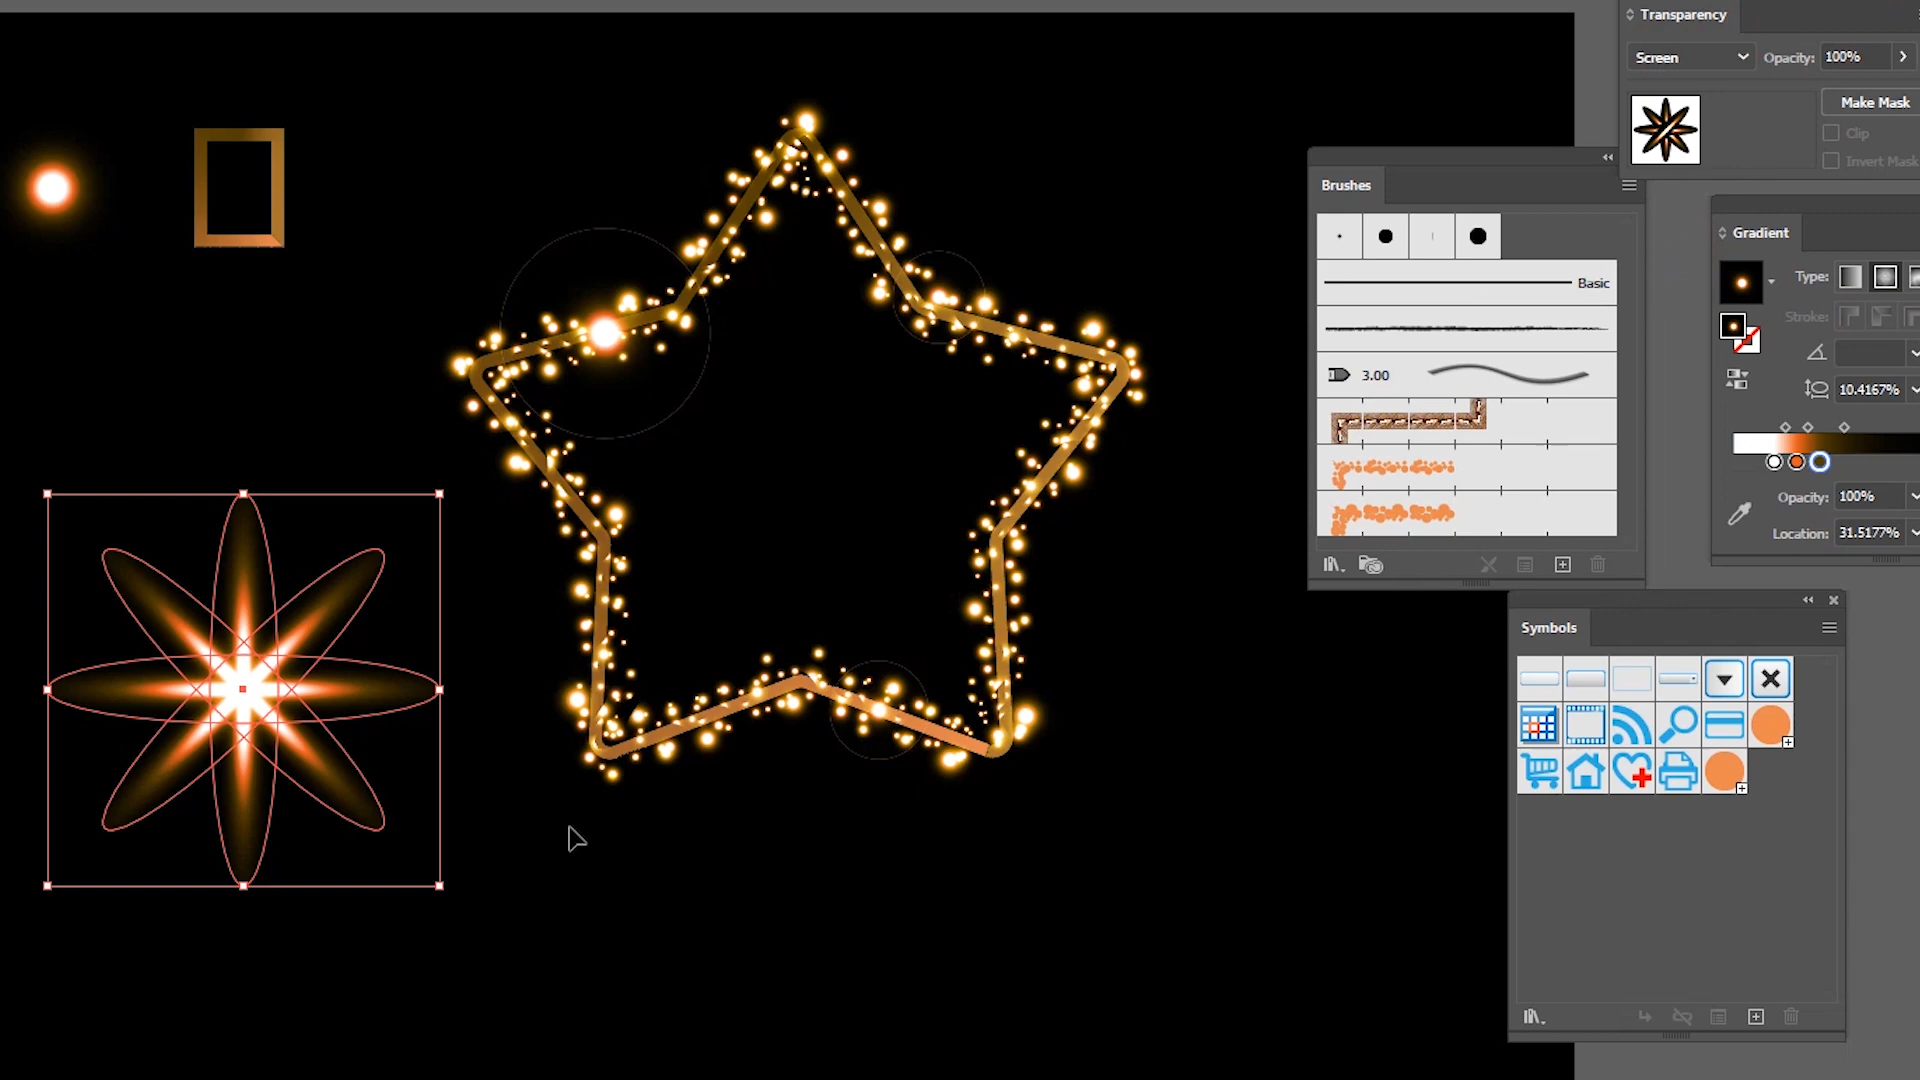 Transparency
Screen
Opacity:
100%
Make Mask
Clip
Invert Mask
Brushes
Basic
3.00
Gradient
Type:
Stroke:
10.4167%
Opacity:
100%
Location:
31.5177%
Symbols